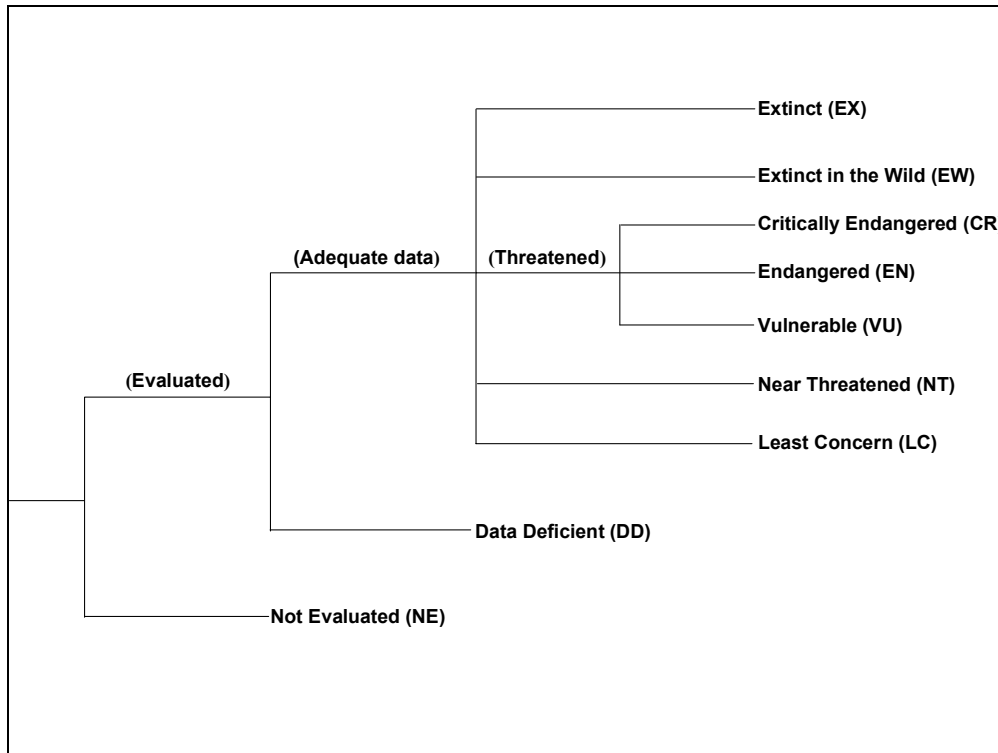 Extinct (EX)
Extinct in the Wild (EW)
Critically Endangered (CR
(Adequate data)
(Threatened)
Endangered (EN)
Vulnerable (VU)
(Evaluated)
Near Threatened (NT)
Least Concern (LC)
Data Deficient (DD)
Not Evaluated (NE)